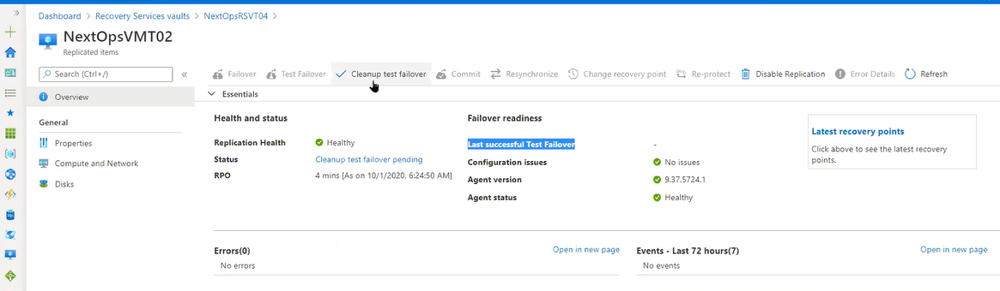 Dashboard > Recovery Services vaults > NextOpsRSVT04 >
NextOpsVMT02
Replicated items
Search (Ctrl+/)
Overview
General
Properties
Compute and Network
Disks
Failover Test Failover Cleanup test failover Commit Resynchronize Change recovery point Re-protect Disable Replication Error Details Refresh
Essentials
Health and status
Replication Health Healthy
Status Cleanup test failover pending
RPO 4 mins [As on 10/1/2020, 6:24:50 AM]
Failover readiness
Last successful Test Failover -
Configuration issues No issues
Agent version 9.37.5724.1
Agent status Healthy
Latest recovery points
Click above to see the latest recovery
points.
Errors(0) Open in new page
No errors
Events - Last 72 hours(7) Open in new page
No events